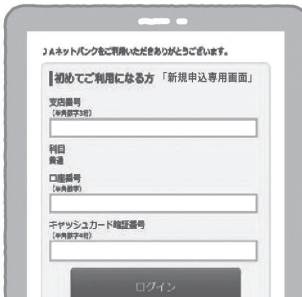 JAネットバンクをご利用いただきありがとうございます。
初めてご利用になる方「新規申込専用画面」
支店番号
(半角数字3桁)
科目
普通
口座番号
(半角数字)
キャッシュカード暗証番号
(半角数字4桁)
ログイン